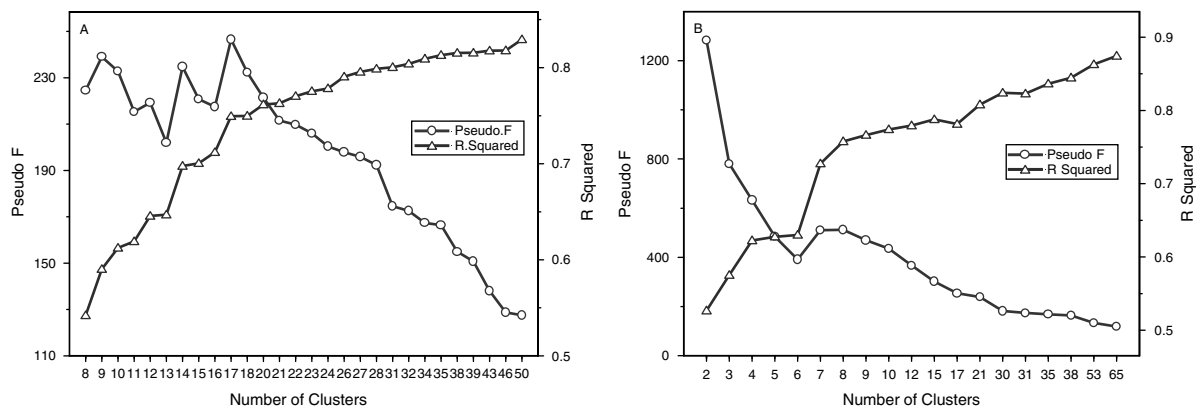 A
230
190
150
110
Pseudo F
0.8
0.7
0.6
0.5
R Squared
Pseudo.F
R.Squared
8 9 10 11 12 13 14 15 16 17 18 20 21 22 23 24 26 27 28 31 32 34 35 38 39 43 46 50
Number of Clusters
B
1200
800
400
0
Pseudo F
0.9
0.8
0.7
0.6
0.5
R Squared
Pseudo F
R Squared
2 3 4 5 6 7 8 9 10 12 15 17 21 30 31 35 38 53 65
Number of Clusters